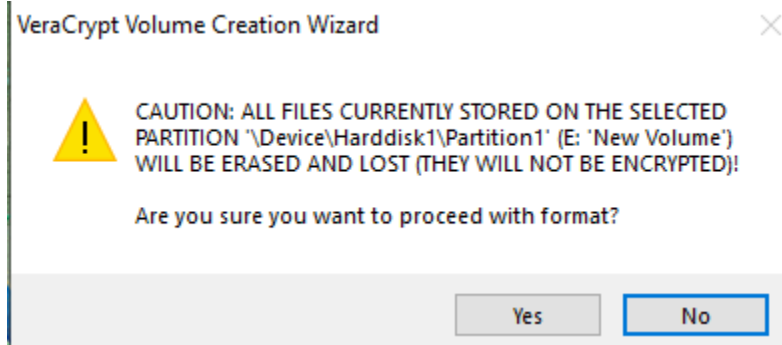 VeraCrypt Volume Creation Wizard
CAUTION: ALL FILES CURRENTLY STORED ON THE SELECTED
PARTITION '\Device\Harddisk1\Partition1' (E: 'New Volume')
WILL BE ERASED AND LOST (THEY WILL NOT BE ENCRYPTED)!
Are you sure you want to proceed with format?
Yes
No